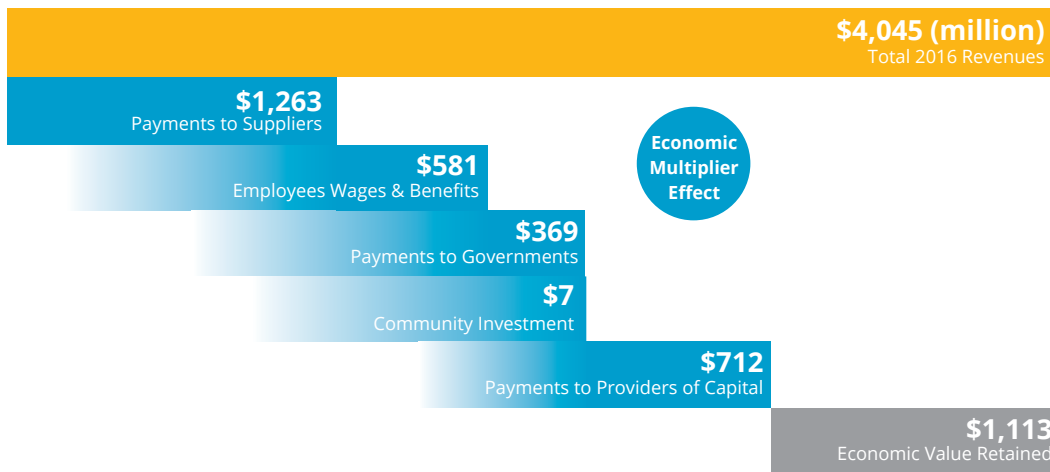 $4,045 (million)
Total 2016 Revenues
$1,263
Payments to Suppliers
Economic
Multiplier
Effect
$581
Employees Wages & Benefits
$369
Payments to Governments
$7
Community Investment
$712
Payments to Providers of Capital
$1,113
Economic Value Retained